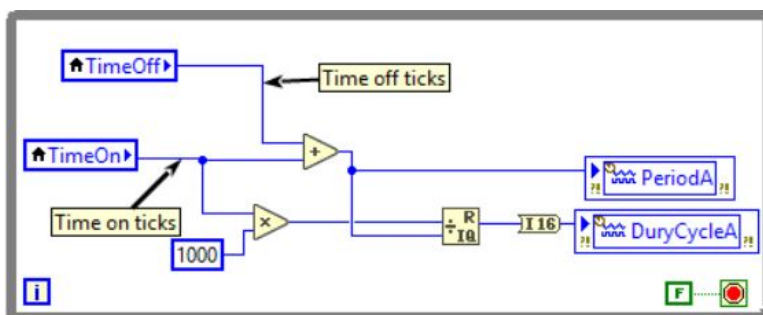 TimeOff
Time off ticks
TimeOn
+
PeriodA
?!
?!
Time on ticks
x
1000
÷ R
IQ
I16
DuryCycleA
?!
?!
i
F